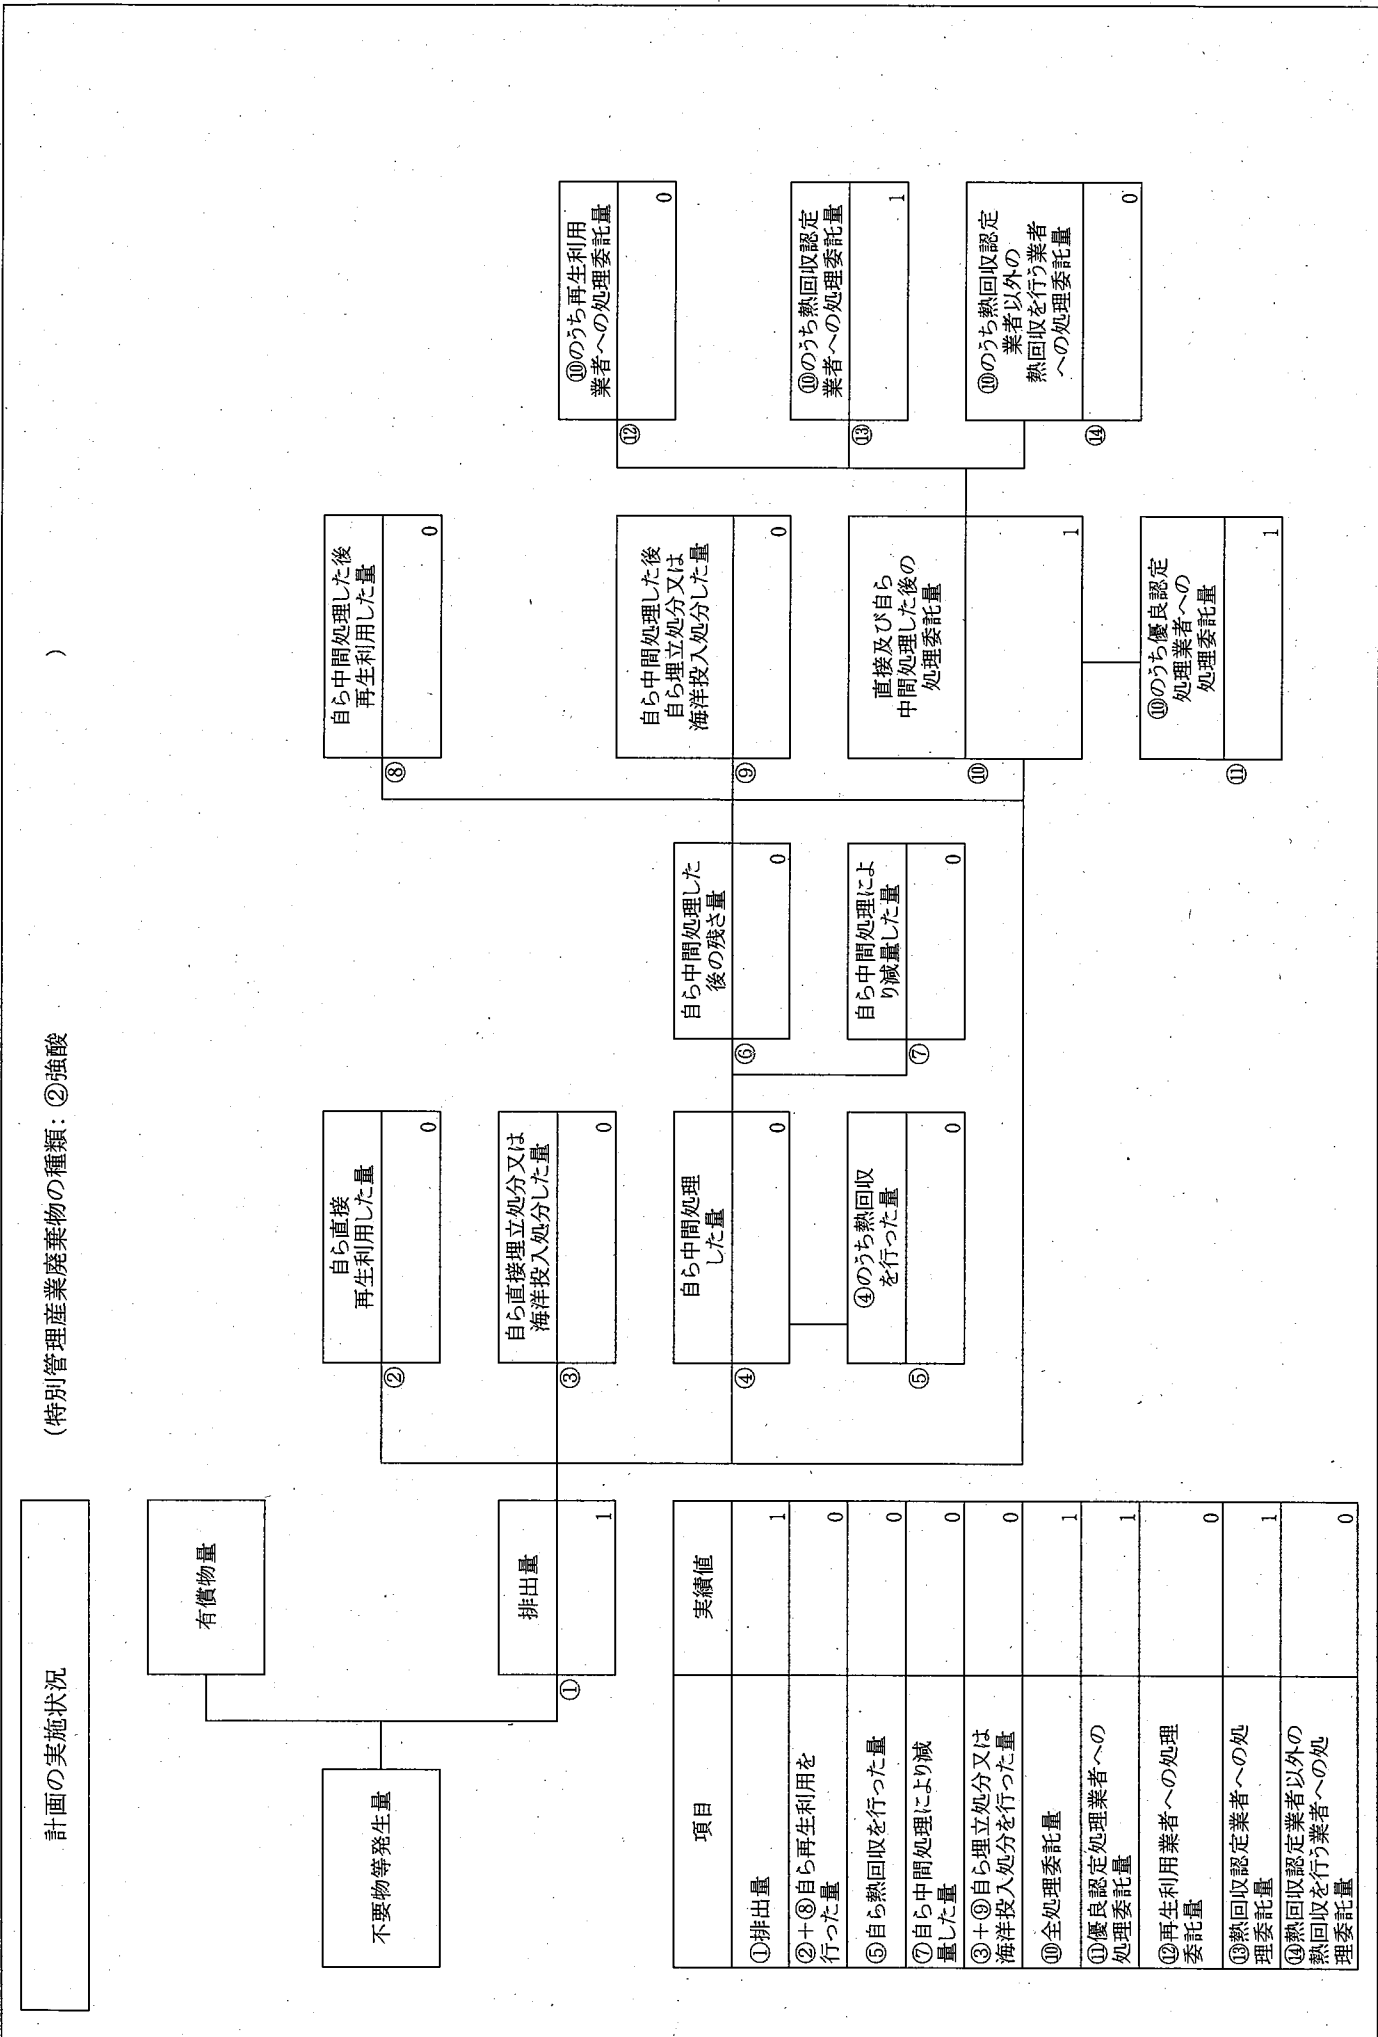 計画の実施状況
(特別管理産業廃棄物の種類：②強酸
)
不要物等発生量
有償物量
①
排出量
1
②
自ら直接
再生利用した量
0
③
自ら直接埋立処分又は
海洋投入処分した量
0
④
自ら中間処理
した量
0
⑤
④のうち熱回収
を行った量
0
⑥
自ら中間処理した
後の残さ量
0
⑦
自ら中間処理によ
り減量した量
0
⑧
自ら中間処理した後
再生利用した量
0
⑨
自ら中間処理した後
自ら埋立処分又は
海洋投入処分した量
0
⑩
直接及び自ら
中間処理した後の
処理委託量
1
⑪
⑩のうち優良認定
処理業者への
処理委託量
1
⑫
⑩のうち再生利用
業者への処理委託量
0
⑬
⑩のうち熱回収認定
業者への処理委託量
1
⑭
⑩のうち熱回収認定
業者以外の
熱回収を行う業者
への処理委託量
0
項目 実績値
①排出量 1
②+⑧自ら再生利用を
行った量 0
⑤自ら熱回収を行った量 0
⑦自ら中間処理により減
量した量 0
③+⑨自ら埋立処分又は
海洋投入処分を行った量 0
⑩全処理委託量 1
⑪優良認定処理業者への
処理委託量 1
⑫再生利用業者への処理
委託量 0
⑬熱回収認定業者への処
理委託量 1
⑭熱回収認定業者以外の
熱回収を行う業者への処
理委託量 0